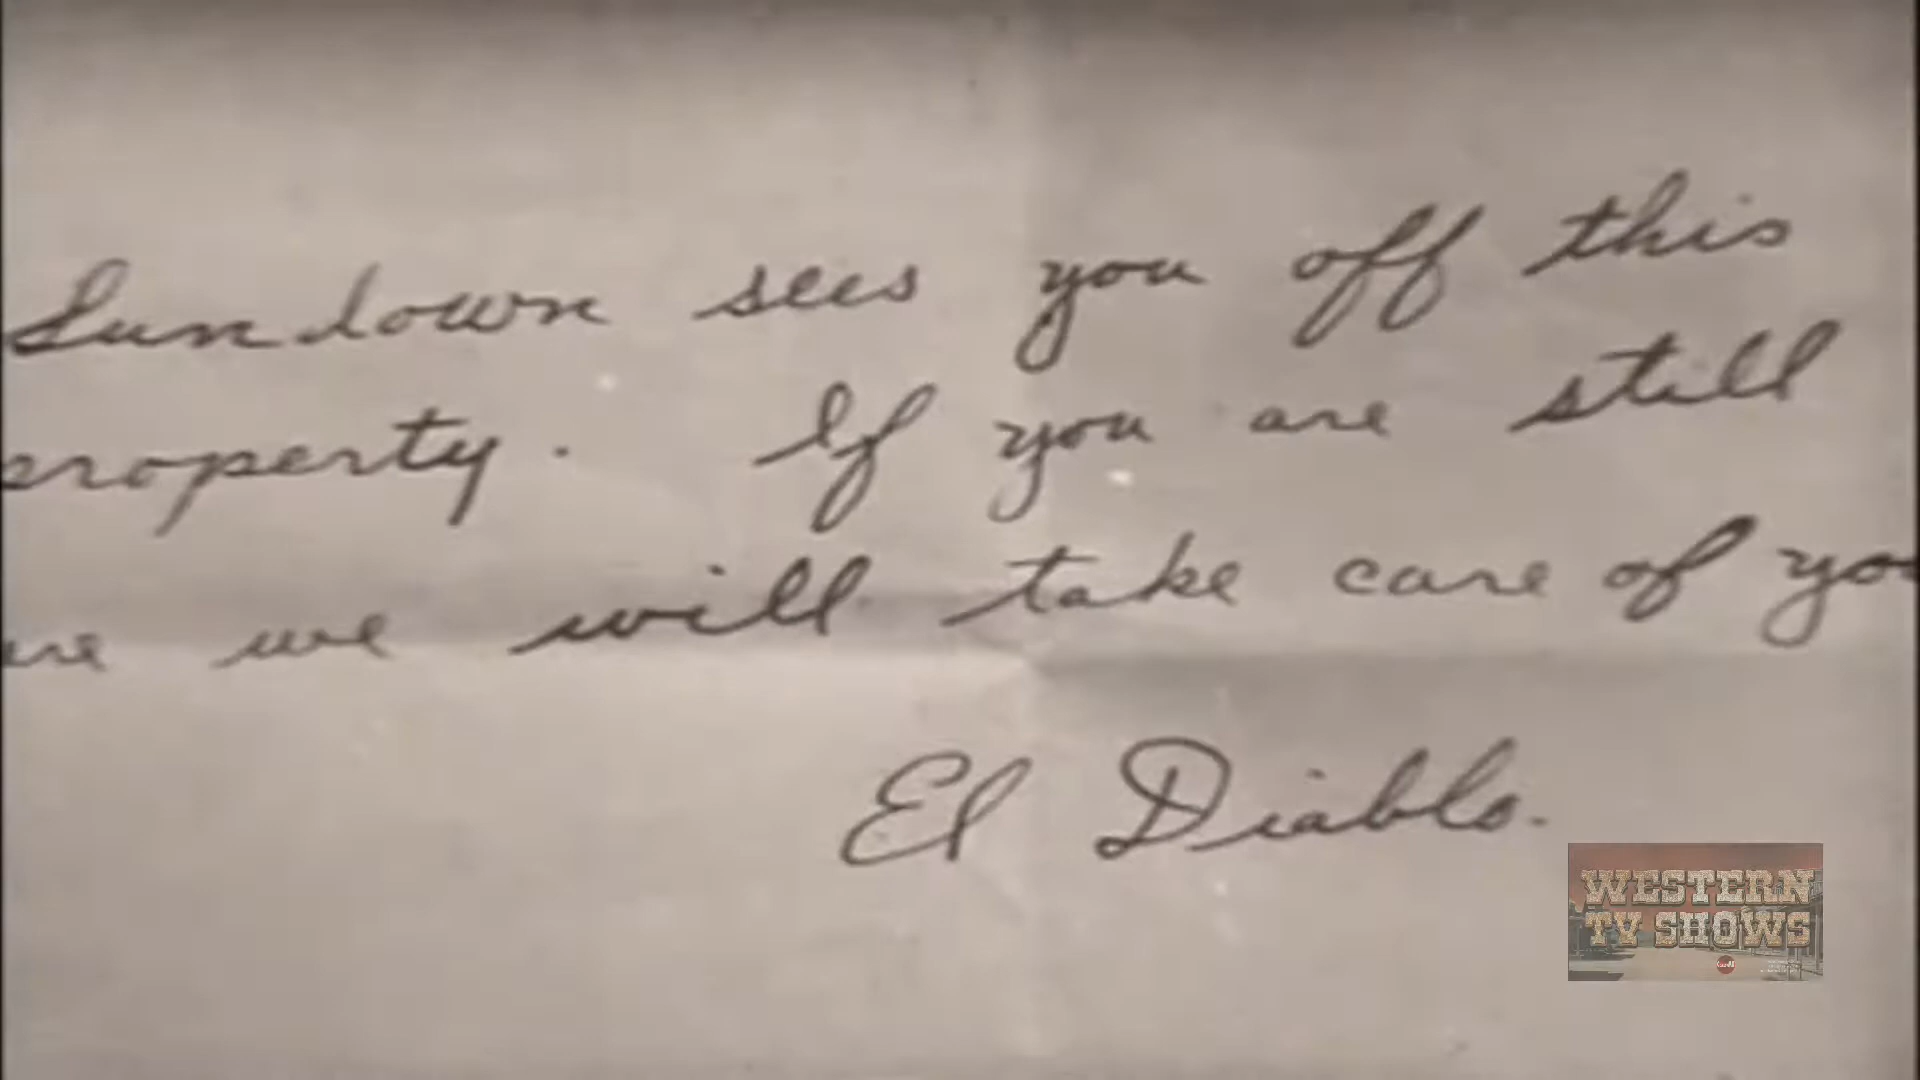 Sundown sees you off this
property. If you are still
ere we will take care of yo
El Diablo.
WESTERN
TV SHOWS